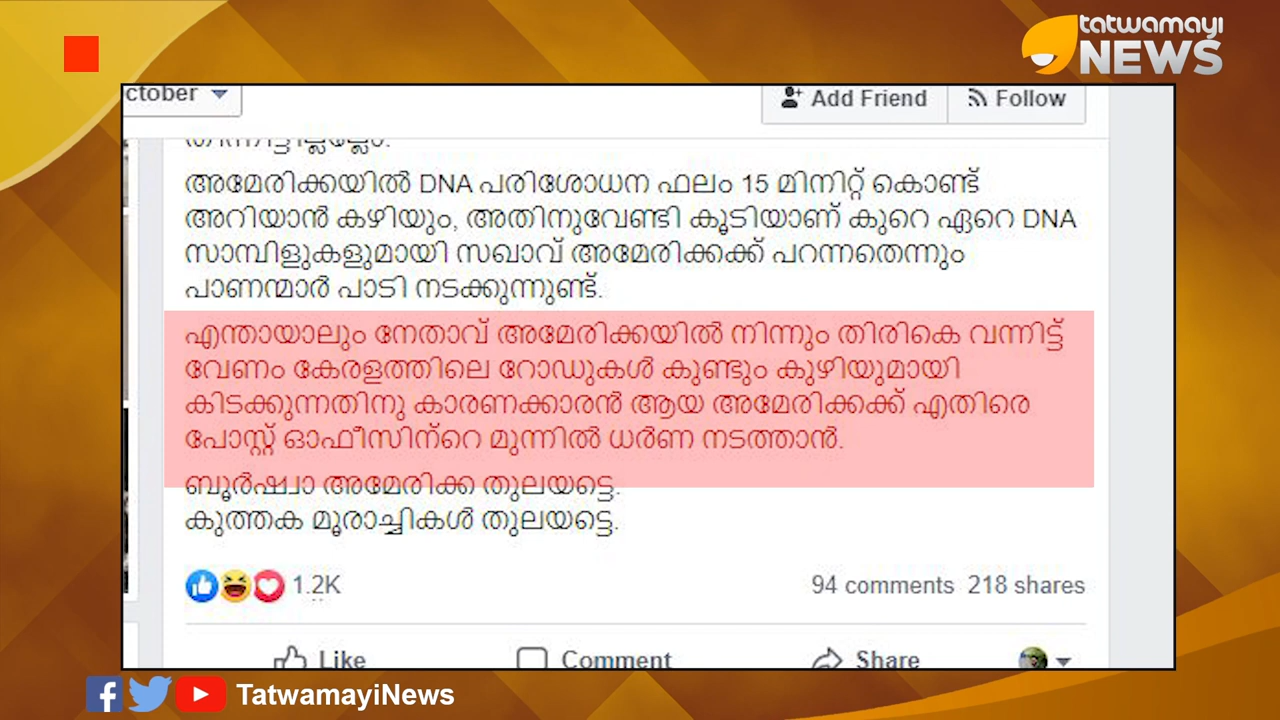 tatwamayi
NEWS
ctober
Add Friend
Follow
അമേരിക്കയിൽ DNA പരിശോധന ഫലം 15 മിനിറ്റ് കൊണ്ട്
അറിയാൻ കഴിയും, അതിനുവേണ്ടി കൂടിയാണ് കുറെ ഏറെ DNA
സാമ്പിളുകളുമായി സഖാവ് അമേരിക്കക്ക് പറന്നതെന്നും
പാണന്മാർ പാടി നടക്കുന്നുണ്ട്.
എന്തായാലും നേതാവ് അമേരിക്കയിൽ നിന്നും തിരികെ വന്നിട്ട്
വേണം കേരളത്തിലെ റോഡുകൾ കുണ്ടും കുഴിയുമായി
കിടക്കുന്നതിനു കാരണക്കാരൻ ആയ അമേരിക്കക്ക് എതിരെ
പോസ്റ്റ് ഓഫീസിന്റെ മുന്നിൽ ധർണ നടത്താൻ.
ബൂർഷ്വാ അമേരിക്ക തുലയട്ടെ.
കുത്തക മൂരാച്ചികൾ തുലയട്ടെ.
1.2K
94 comments 218 shares
Like
Comment
Share
TatwamayiNews